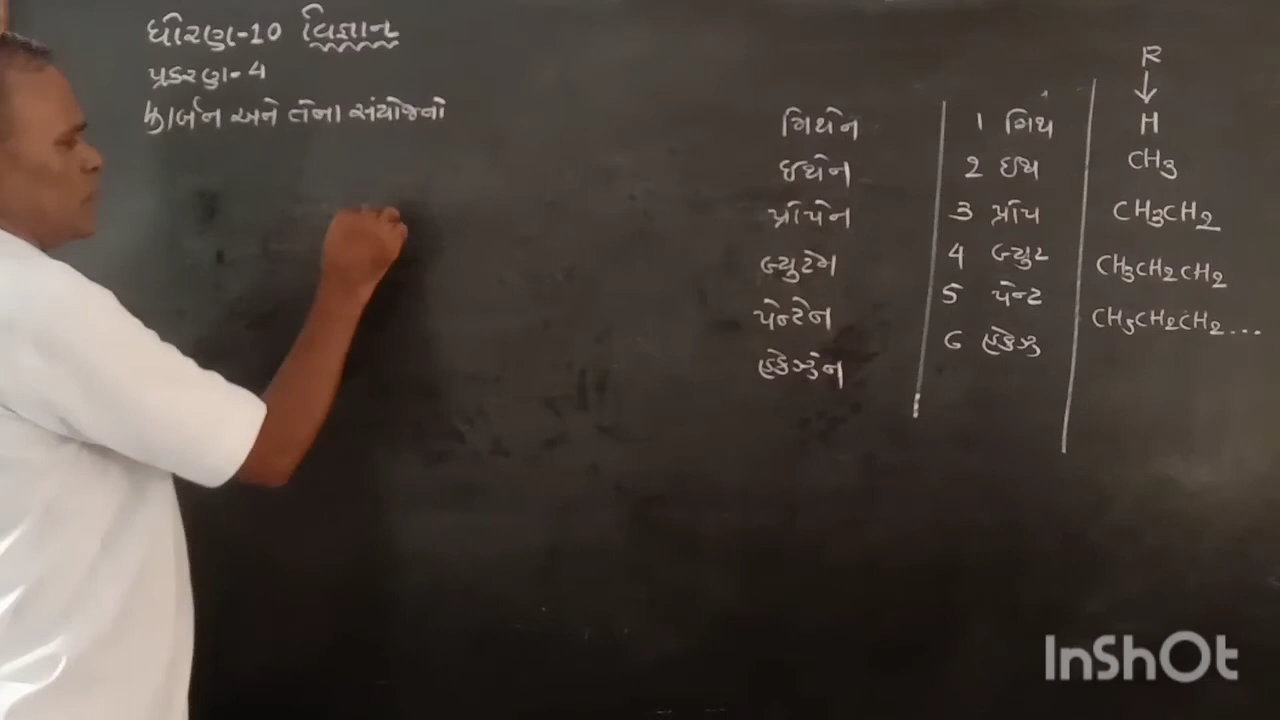 ધોરણ-10 વિજ્ઞાન
પ્રકરણ-4
કાર્બન અને તેના સંયોજનો
R
↓
મિથેન 1 મિથ H
ઇથેન 2 ઇથ CH3
પ્રોપેન 3 પ્રોપ CH3CH2
બ્યુટેન 4 બ્યુટ CH3CH2CH2
પેન્ટેન 5 પેન્ટ CH3CH2CH2...
હેક્ઝેન 6 હેક્ઝ
InShOt